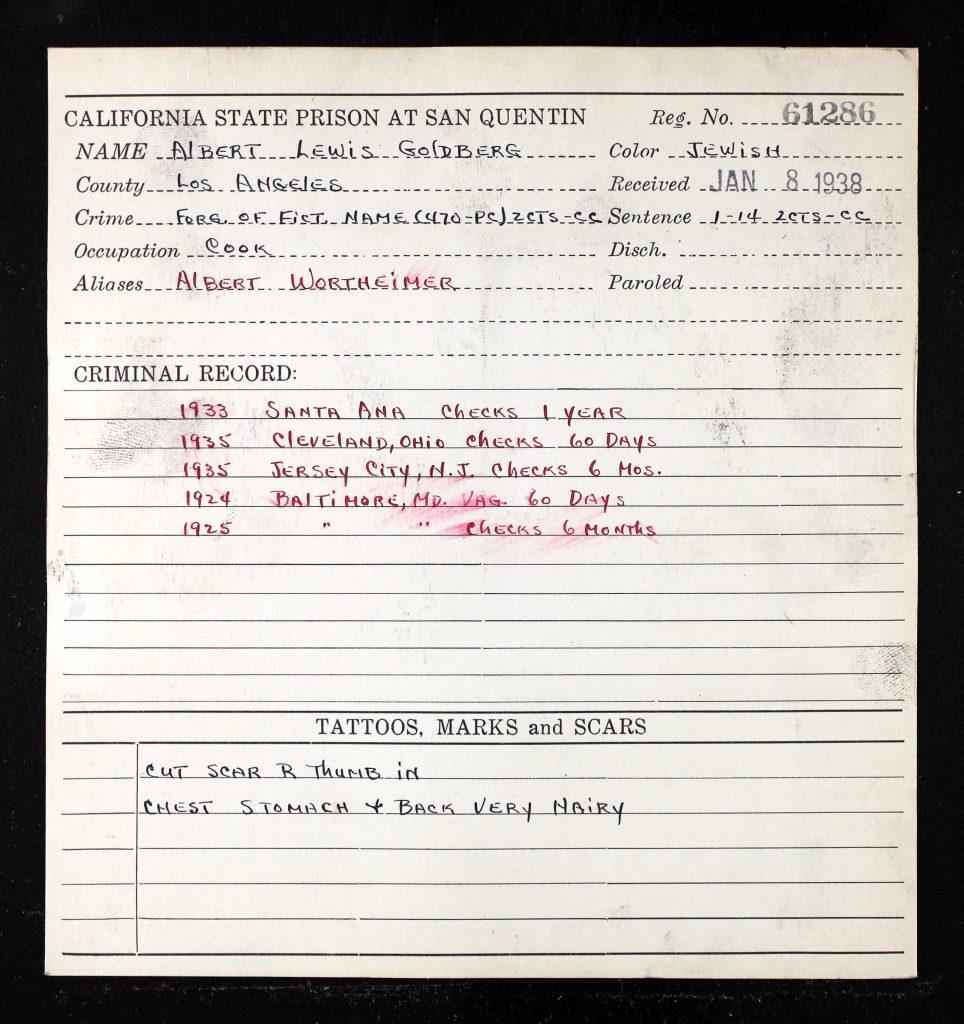 CALIFORNIA STATE PRISON AT SAN QUENTIN Reg. No. 61286
NAME ALBERT LEWIS GOLDBERG Color JEWISH
County LOS ANGELES Received JAN 8 1938
Crime FORG OF FICT NAME (470-PC) 2CTS-CC Sentence 1-14 2CTS-CC
Occupation COOK Disch.
Aliases ALBERT WORTHEIMER Paroled
CRIMINAL RECORD:
1933 SANTA ANA CHECKS 1 YEAR
1935 CLEVELAND, OHIO CHECKS 60 DAYS
1935 JERSEY CITY, N.J. CHECKS 6 MOS.
1924 BALTIMORE, MD. VAG 60 DAYS
1925 " " CHECKS 6 MONTHS
TATTOOS, MARKS and SCARS
CUT SCAR R THUMB IN
CHEST STOMACH & BACK VERY HAIRY